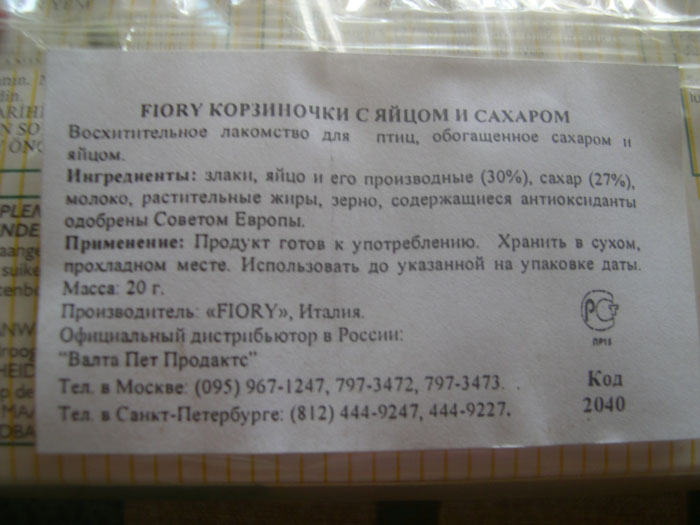 FIORY КОРЗИНОЧКИ С ЯЙЦОМ И САХАРОМ
Восхитительное лакомство для птиц, обогащенное сахаром и
яйцом.
Ингредиенты: злаки, яйцо и его производные (30%), сахар (27%),
молоко, растительные жиры, зерно, содержащиеся антиоксиданты
одобрены Советом Европы.
Применение: Продукт готов к употреблению. Хранить в сухом,
прохладном месте. Использовать до указанной на упаковке даты.
Масса: 20 г.
Производитель: «FIORY», Италия.
Официальный дистрибьютор в России:
"Валта Пет Продактс"
Тел. в Москве: (095) 967-1247, 797-3472, 797-3473.
Тел. в Санкт-Петербурге: (812) 444-9247, 444-9227.
РСТ
ПР15
Код
2040